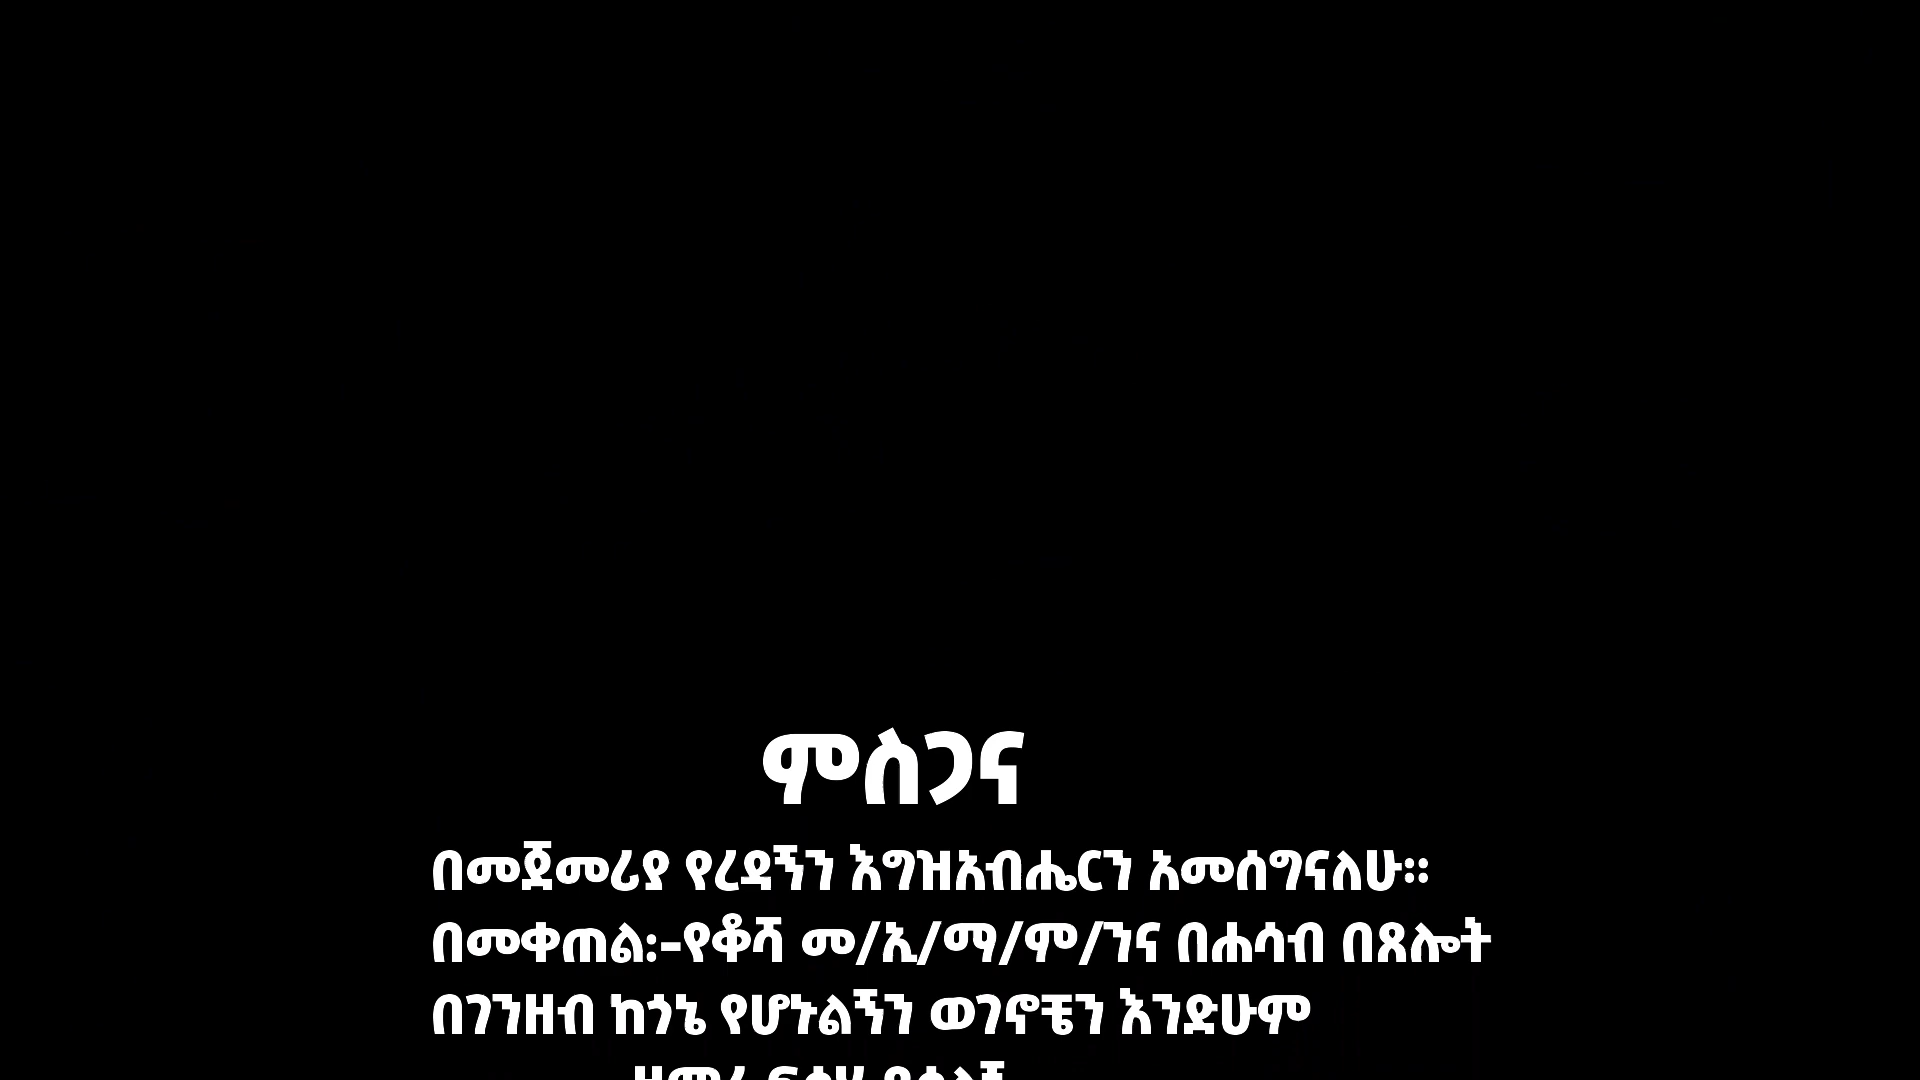 ምስጋና
በመጀመሪያ የረዳኝን እግዝአብሔርን አመሰግናለሁ።
በመቀጠል፡-የቆሻ መ/ኢ/ማ/ም/ንና በሐሳብ በጸሎት
በገንዘብ ከጎኔ የሆኑልኝን ወገኖቼን እንድሁም